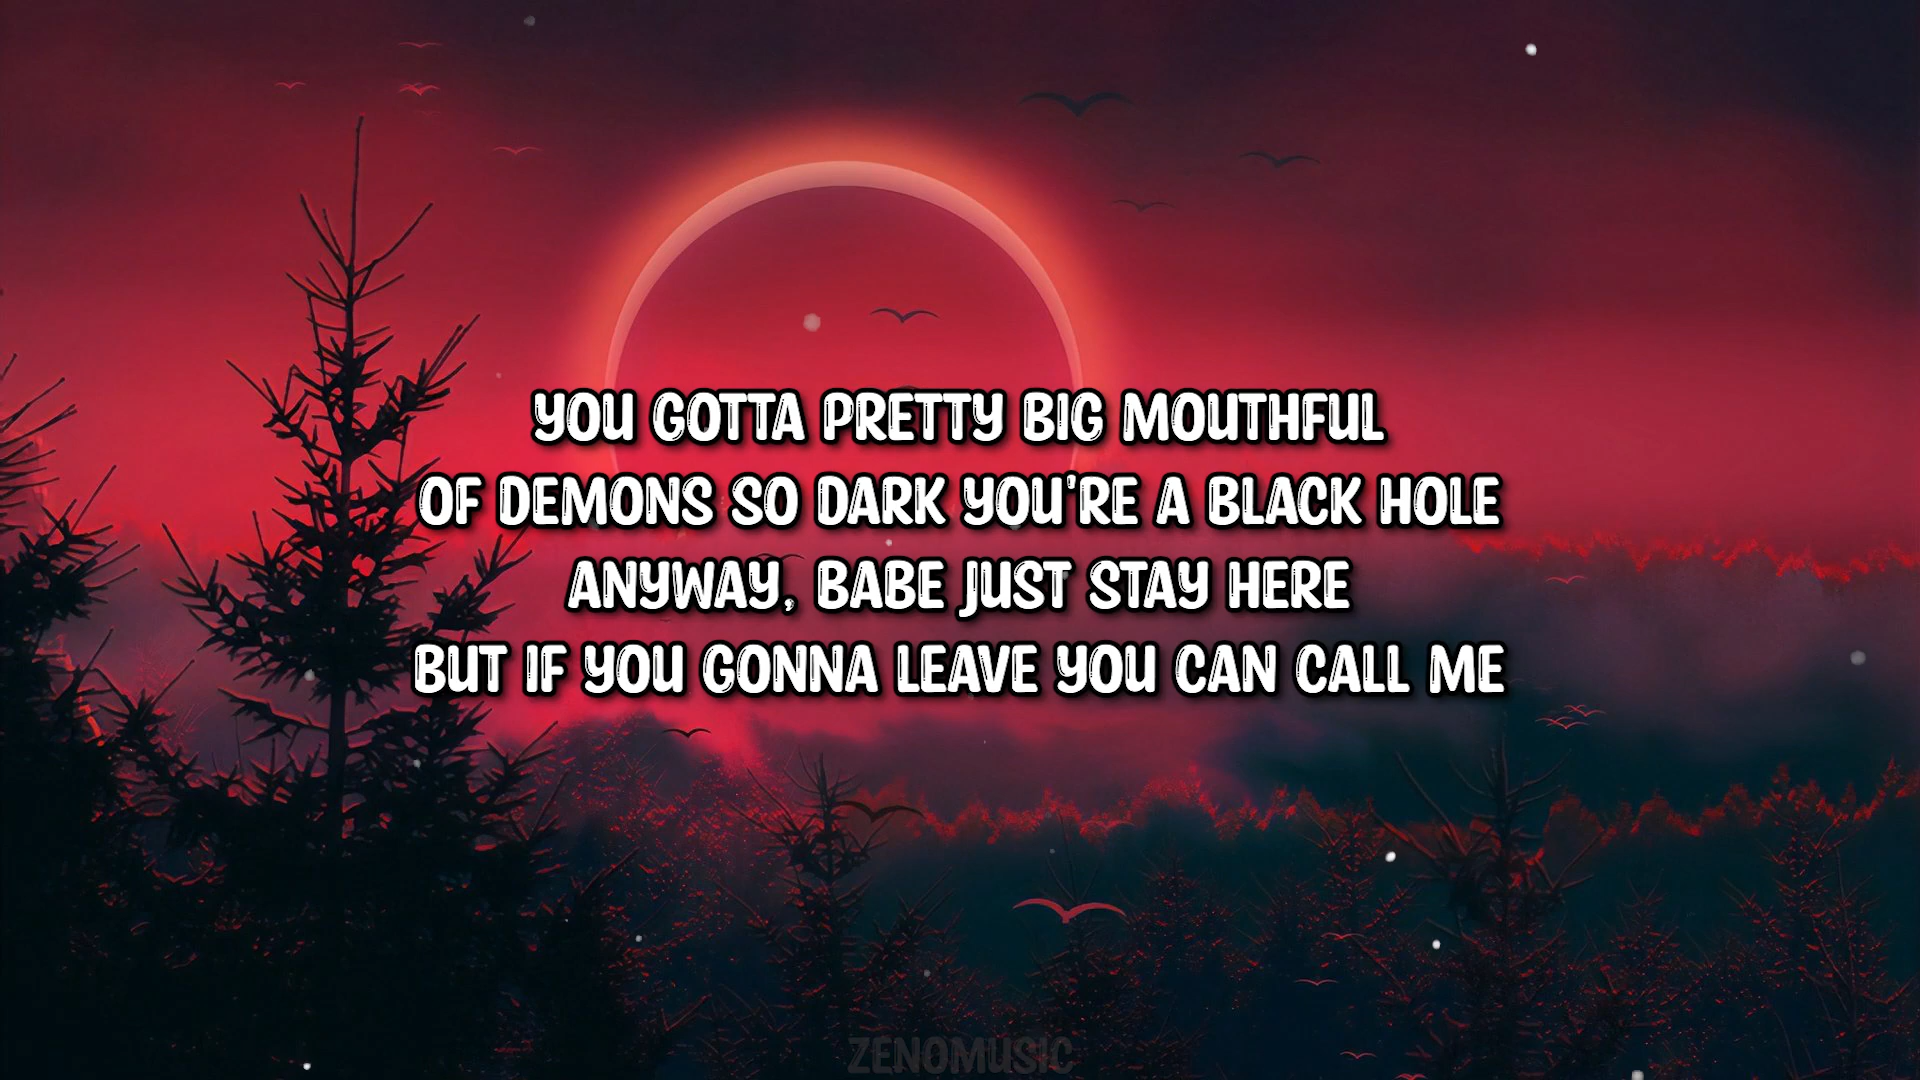 YOU GOTTA PRETTY BIG MOUTHFUL
OF DEMONS SO DARK YOU'RE A BLACK HOLE
ANYWAY, BABE JUST STAY HERE
BUT IF YOU GONNA LEAVE YOU CAN CALL ME
ZENOMUSIC